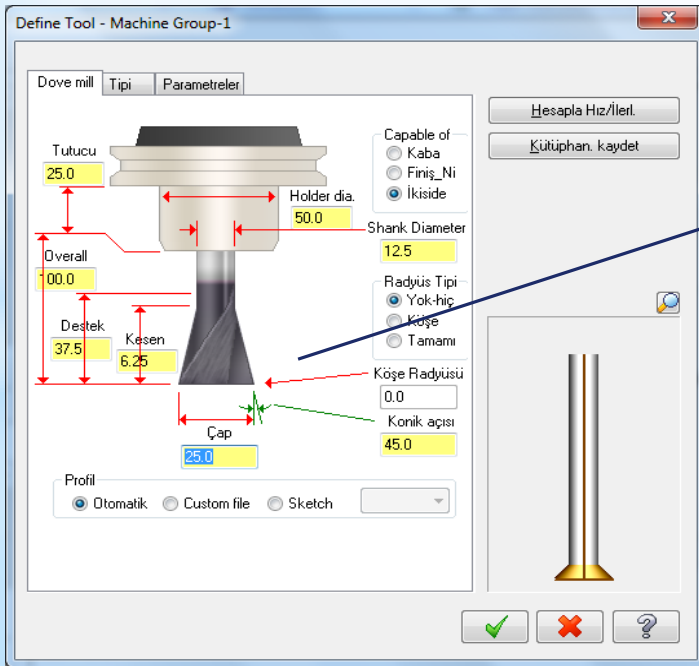 Define Tool - Machine Group-1
Dove mill
Tipi
Parametreler
Hesapla Hız/İlerl.
Kütüphan. kaydet
Tutucu
25.0
Capable of
Kaba
Finiş_Ni
İkiside
Holder dia.
50.0
Shank Diameter
12.5
Overall
100.0
Radyüs Tipi
Yok-hiç
Köşe
Tamamı
Destek
37.5
Kesen
6.25
Köşe Radyüsü
0.0
Konik açısı
45.0
Çap
25.0
Profil
Otomatik
Custom file
Sketch